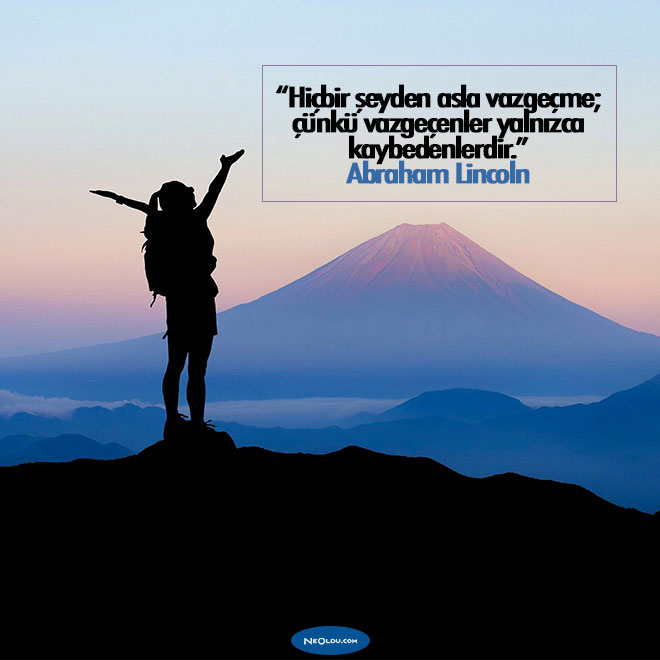 “Hiçbir şeyden asla vazgeçme;
çünkü vazgeçenler yalnızca
kaybedenlerdir.”
Abraham Lincoln
NeOldu.com